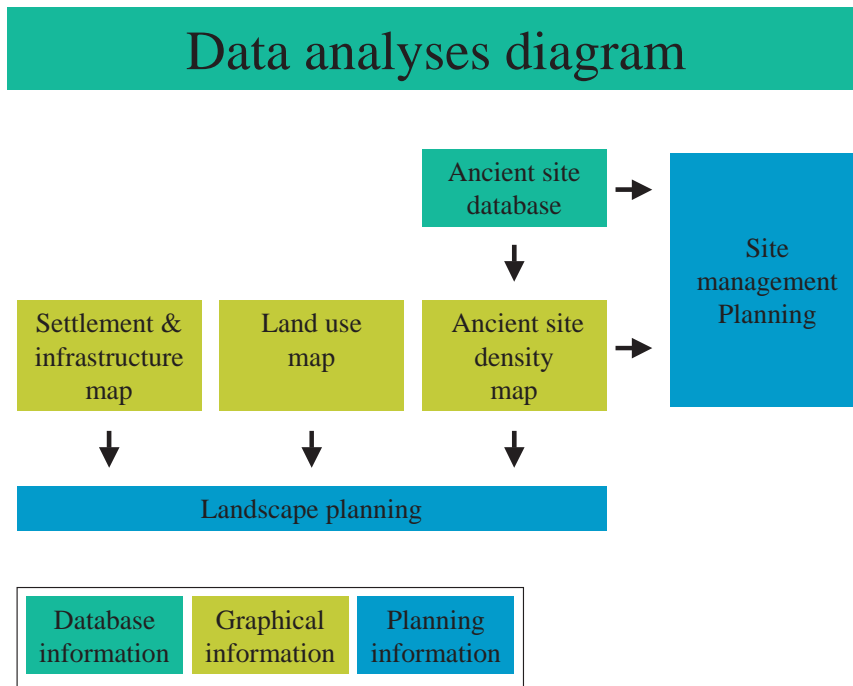 Data analyses diagram
Ancient site
database
Site
management
Planning
Settlement &
infrastructure
map
Land use
map
Ancient site
density
map
Landscape planning
Database
information
Graphical
information
Planning
information